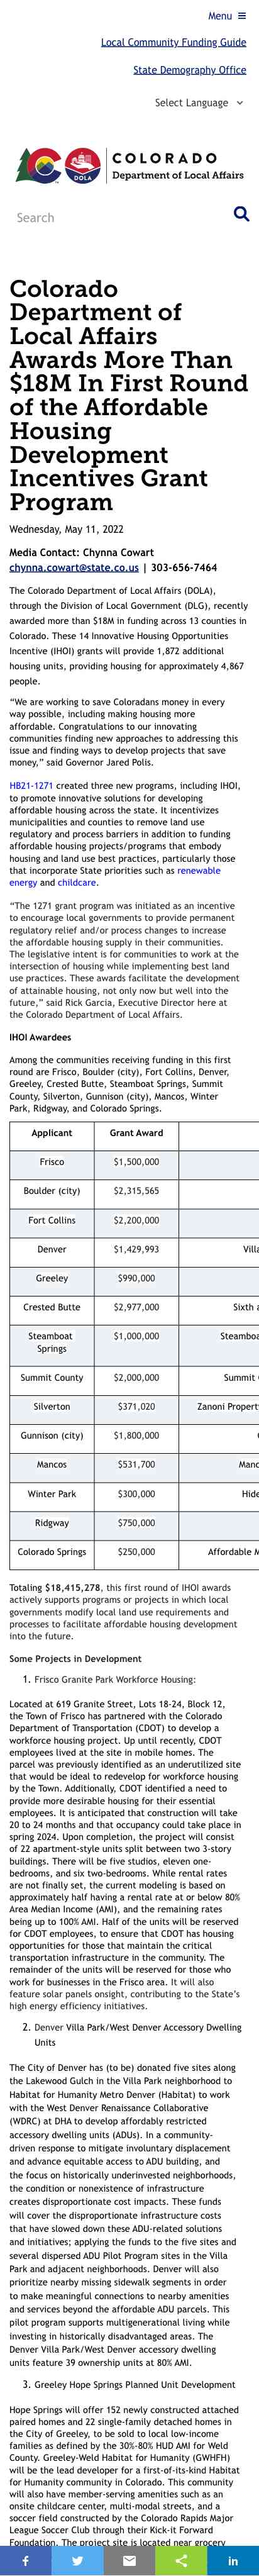 Menu ≡
Local Community Funding Guide
State Demography Office
Select Language
COLORADO
Department of Local Affairs
DOLA
Search
Colorado
Department of
Local Affairs
Awards More Than
$18M In First Round
of the Affordable
Housing
Development
Incentives Grant
Program
Wednesday, May 11, 2022
Media Contact: Chynna Cowart
chynna.cowart@state.co.us | 303-656-7464
The Colorado Department of Local Affairs (DOLA),
through the Division of Local Government (DLG), recently
awarded more than $18M in funding across 13 counties in
Colorado. These 14 Innovative Housing Opportunities
Incentive (IHOI) grants will provide 1,872 additional
housing units, providing housing for approximately 4,867
people.
“We are working to save Coloradans money in every
way possible, including making housing more
affordable. Congratulations to our innovating
communities finding new approaches to addressing this
issue and finding ways to develop projects that save
money,” said Governor Jared Polis.
HB21-1271 created three new programs, including IHOI,
to promote innovative solutions for developing
affordable housing across the state. It incentivizes
municipalities and counties to remove land use
regulatory and process barriers in addition to funding
affordable housing projects/programs that embody
housing and land use best practices, particularly those
that incorporate State priorities such as renewable
energy and childcare.
“The 1271 grant program was initiated as an incentive
to encourage local governments to provide permanent
regulatory relief and/or process changes to increase
the affordable housing supply in their communities.
The legislative intent is for communities to work at the
intersection of housing while implementing best land
use practices. These awards facilitate the development
of attainable housing, not only now but well into the
future,” said Rick Garcia, Executive Director here at
the Colorado Department of Local Affairs.
IHOI Awardees
Among the communities receiving funding in this first
round are Frisco, Boulder (city), Fort Collins, Denver,
Greeley, Crested Butte, Steamboat Springs, Summit
County, Silverton, Gunnison (city), Mancos, Winter
Park, Ridgway, and Colorado Springs.
Applicant Grant Award
Frisco $1,500,000
Boulder (city) $2,315,565
Fort Collins $2,200,000
Denver $1,429,993 Villa
Greeley $990,000
Crested Butte $2,977,000 Sixth a
Steamboat $1,000,000 Steamboa
Springs
Summit County $2,000,000 Summit
Silverton $371,020 Zanoni Propert
Gunnison (city) $1,800,000
Mancos $531,700 Manc
Winter Park $300,000 Hide
Ridgway $750,000
Colorado Springs $250,000 Affordable M
Totaling $18,415,278, this first round of IHOI awards
actively supports programs or projects in which local
governments modify local land use requirements and
processes to facilitate affordable housing development
into the future.
Some Projects in Development
1. Frisco Granite Park Workforce Housing:
Located at 619 Granite Street, Lots 18-24, Block 12,
the Town of Frisco has partnered with the Colorado
Department of Transportation (CDOT) to develop a
workforce housing project. Up until recently, CDOT
employees lived at the site in mobile homes. The
parcel was previously identified as an underutilized site
that would be ideal to redevelop for workforce housing
by the Town. Additionally, CDOT identified a need to
provide more desirable housing for their essential
employees. It is anticipated that construction will take
20 to 24 months and that occupancy could take place in
spring 2024. Upon completion, the project will consist
of 22 apartment-style units split between two 3-story
buildings. There will be five studios, eleven one-
bedrooms, and six two-bedrooms. While rental rates
are not finally set, the current modeling is based on
approximately half having a rental rate at or below 80%
Area Median Income (AMI), and the remaining rates
being up to 100% AMI. Half of the units will be reserved
for CDOT employees, to ensure that CDOT has housing
opportunities for those that maintain the critical
transportation infrastructure in the community. The
remainder of the units will be reserved for those who
work for businesses in the Frisco area. It will also
feature solar panels onsight, contributing to the State’s
high energy efficiency initiatives.
2. Denver Villa Park/West Denver Accessory Dwelling
Units
The City of Denver has (to be) donated five sites along
the Lakewood Gulch in the Villa Park neighborhood to
Habitat for Humanity Metro Denver (Habitat) to work
with the West Denver Renaissance Collaborative
(WDRC) at DHA to develop affordably restricted
accessory dwelling units (ADUs). In a community-
driven response to mitigate involuntary displacement
and advance equitable access to ADU building, and
the focus on historically underinvested neighborhoods,
the condition or nonexistence of infrastructure
creates disproportionate cost impacts. These funds
will cover the disproportionate infrastructure costs
that have slowed down these ADU-related solutions
and initiatives; applying the funds to the five sites and
several dispersed ADU Pilot Program sites in the Villa
Park and adjacent neighborhoods. Denver will also
prioritize nearby missing sidewalk segments in order
to make meaningful connections to nearby amenities
and services beyond the affordable ADU parcels. This
pilot program supports multigenerational living while
investing in historically disadvantaged areas. The
Denver Villa Park/West Denver accessory dwelling
units feature 39 ownership units at 80% AMI.
3. Greeley Hope Springs Planned Unit Development
Hope Springs will offer 152 newly constructed attached
paired homes and 22 single-family detached homes in
the City of Greeley, to be sold to local low-income
families as defined by the 30%-80% HUD AMI for Weld
County. Greeley-Weld Habitat for Humanity (GWHFH)
will be the lead developer for a first-of-its-kind Habitat
for Humanity community in Colorado. This community
will also have member-serving amenities such as an
onsite childcare center, multi-modal streets, and a
soccer field constructed by the Colorado Rapids Major
League Soccer Club through their Kick-it Forward
Foundation. The project site is located near grocery